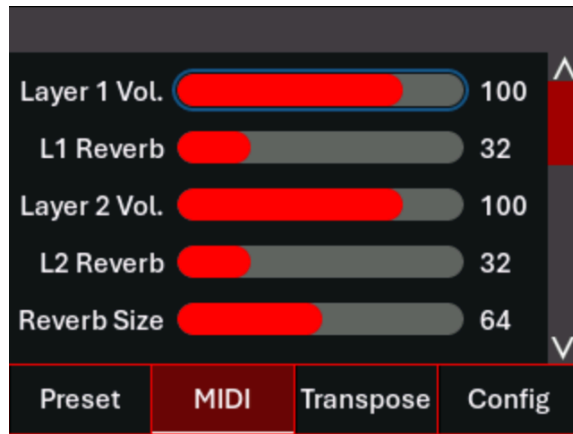 Layer 1 Vol. 100
L1 Reverb 32
Layer 2 Vol. 100
L2 Reverb 32
Reverb Size 64
Preset MIDI Transpose Config